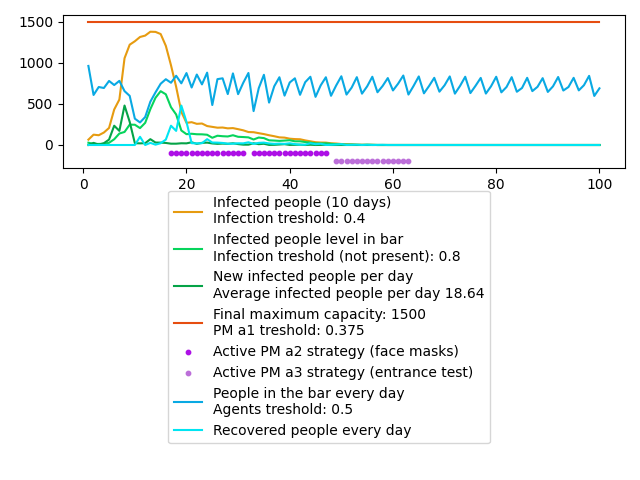 1500
1000
500
0
0 20 40 60 80 100
Infected people (10 days)
Infection treshold: 0.4
Infected people level in bar
Infection treshold (not present): 0.8
New infected people per day
Average infected people per day 18.64
Final maximum capacity: 1500
PM a1 treshold: 0.375
Active PM a2 strategy (face masks)
Active PM a3 strategy (entrance test)
People in the bar every day
Agents treshold: 0.5
Recovered people every day